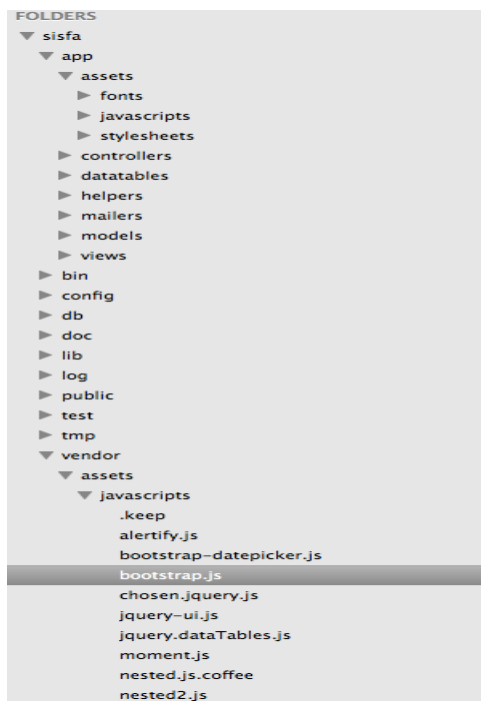 FOLDERS
sisfa
app
assets
fonts
javascripts
stylesheets
controllers
datatables
helpers
mailers
models
views
bin
config
db
doc
lib
log
public
test
tmp
vendor
assets
javascripts
.keep
alertify.js
bootstrap-datepicker.js
bootstrap.js
chosen.jquery.js
jquery-ui.js
jquery.dataTables.js
moment.js
nested.js.coffee
nested2.js